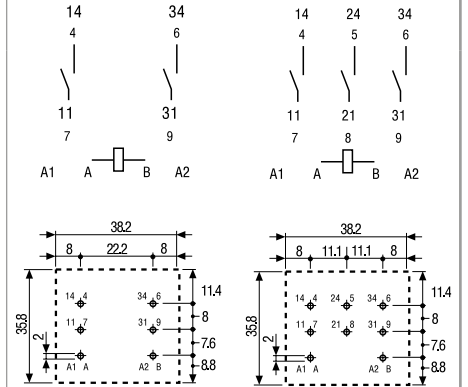 14 34 14 24 34
4 6 4 5 6
11 31 11 21 31
7 9 7 8 9
A1 A B A2 A1 A B A2
38.2 38.2
8 22.2 8 8 11.1 11.1 8
14 4 34 6 11.4 14 4 24 5 34 6 11.4
35.8 8 35.8 8
11 7 31 9 11 7 21 8 31 9
2 7.6 2 7.6
A1 A A2 B 8.8 A1 A A2 B 8.8